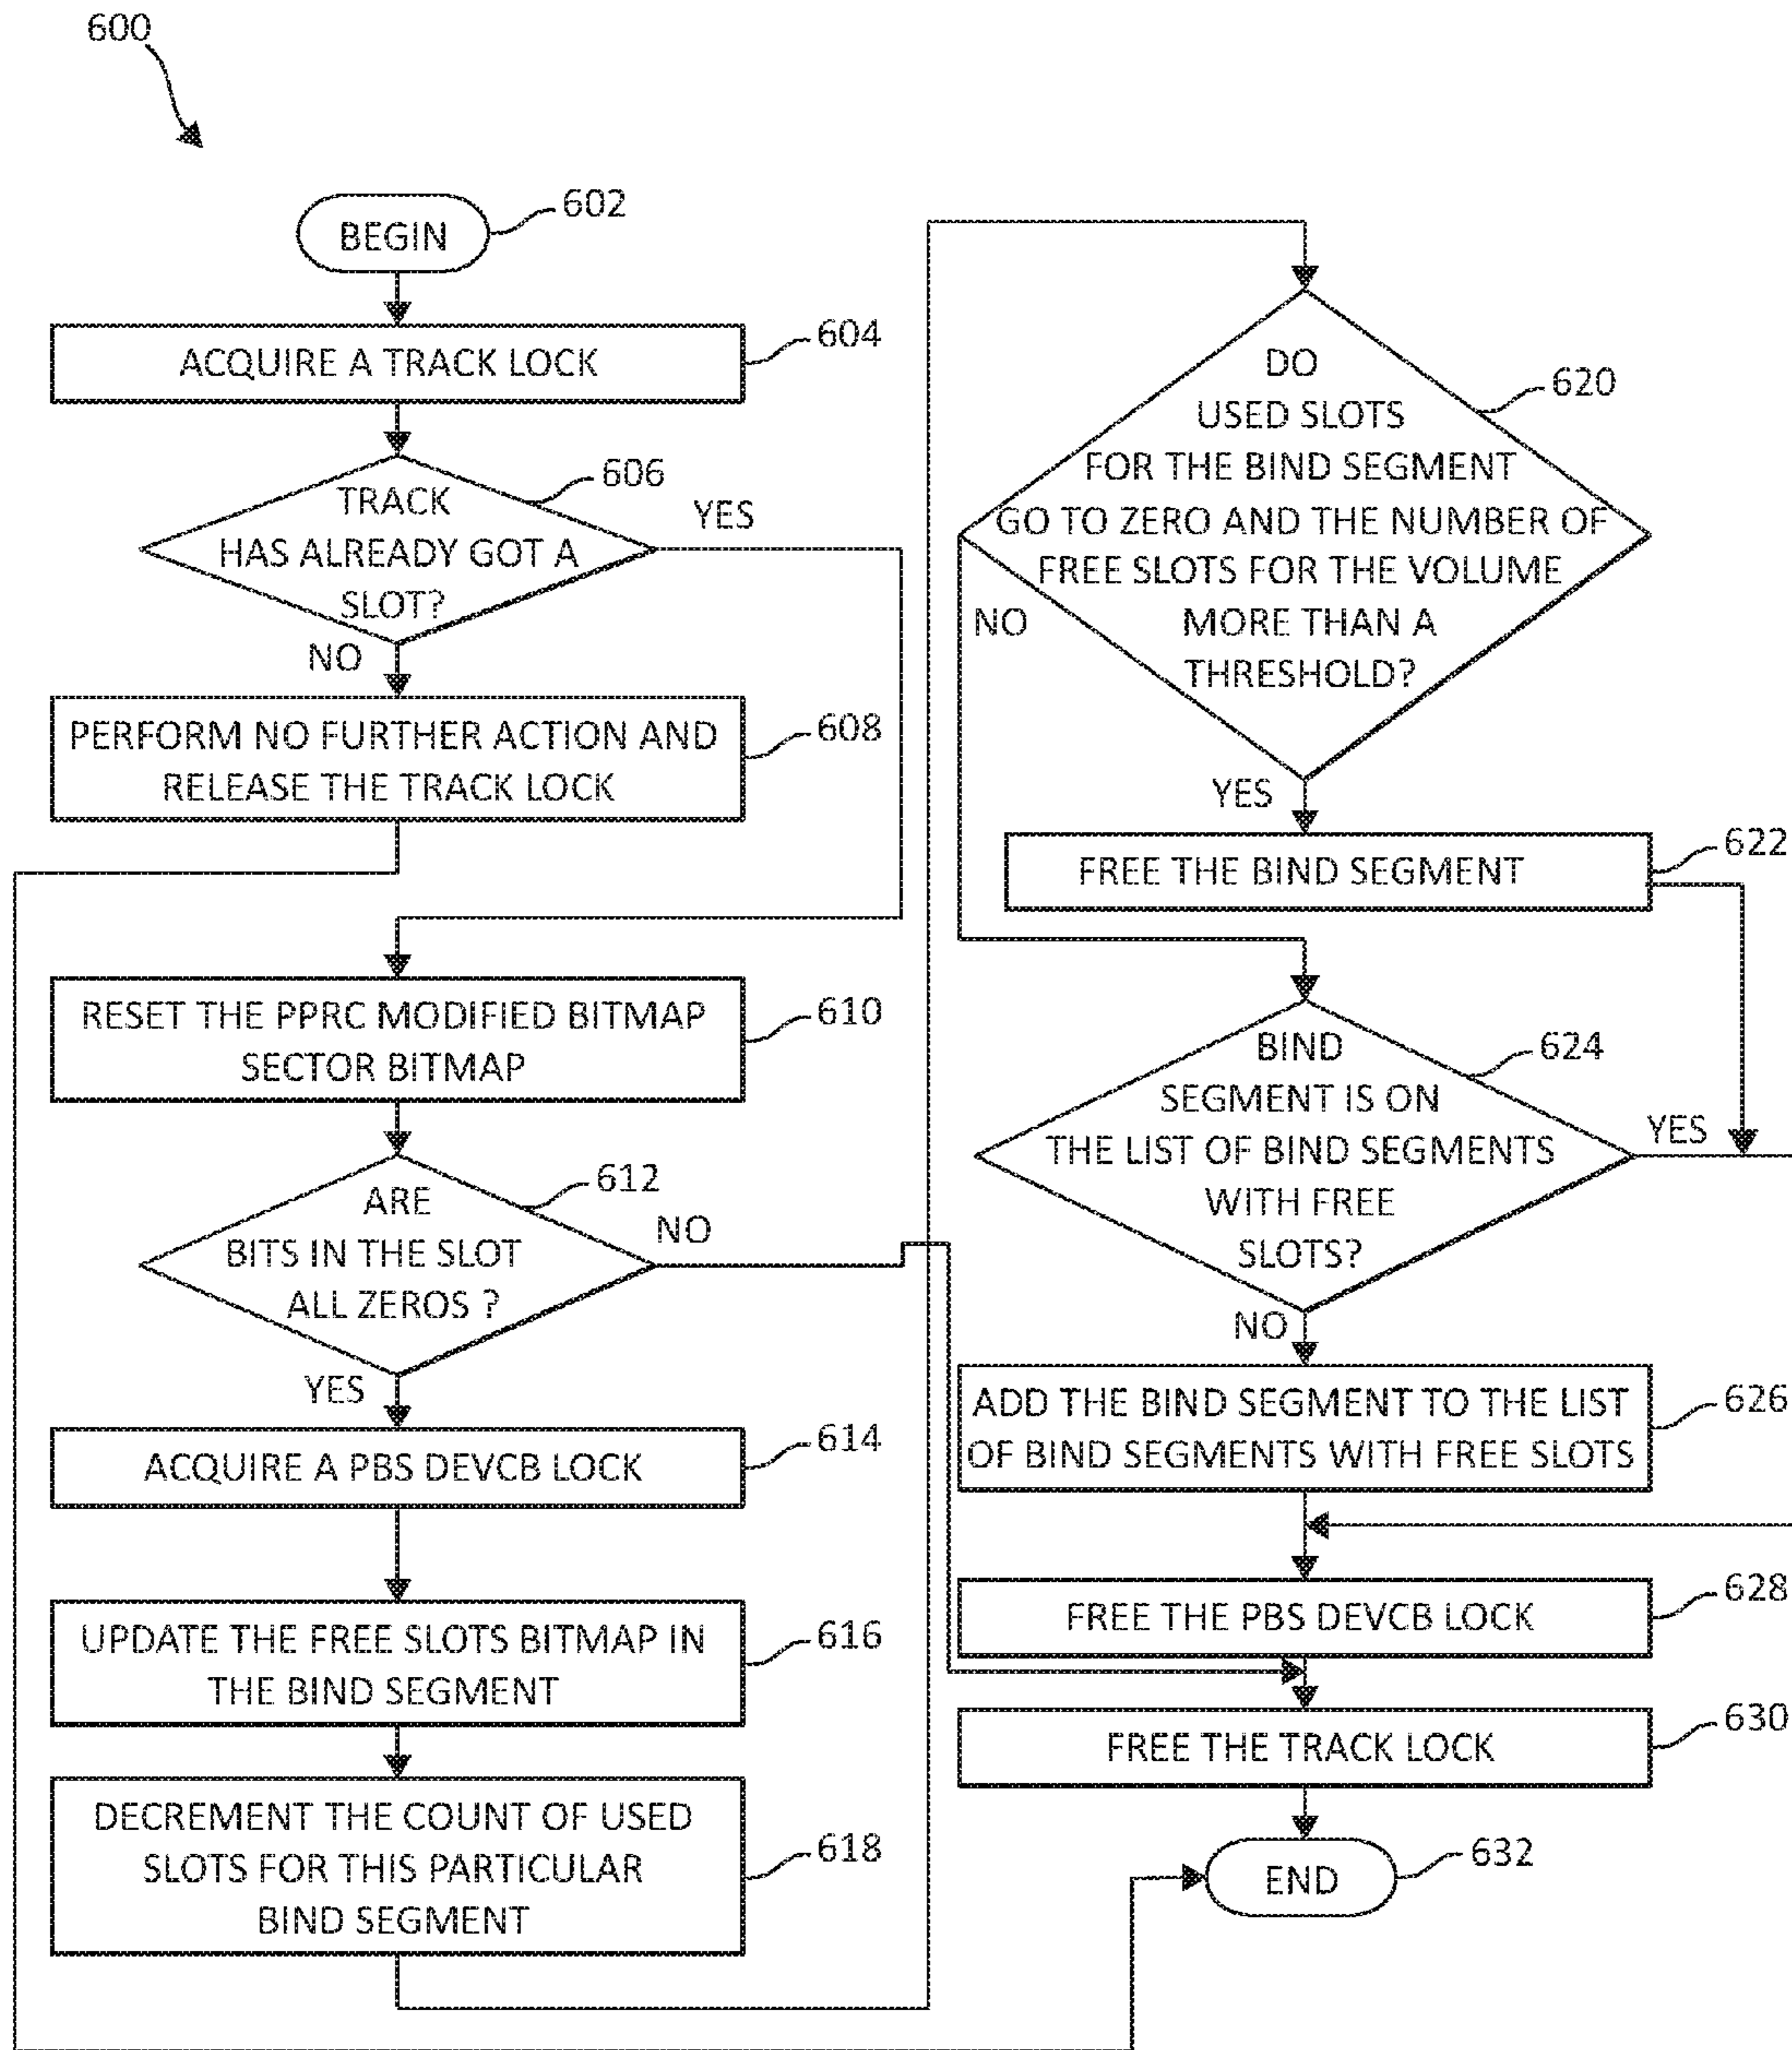 600
BEGIN
602
ACQUIRE A TRACK LOCK
604
TRACK
HAS ALREADY GOT A
SLOT?
606
YES
NO
PERFORM NO FURTHER ACTION AND
RELEASE THE TRACK LOCK
608
RESET THE PPRC MODIFIED BITMAP
SECTOR BITMAP
610
ARE
BITS IN THE SLOT
ALL ZEROS ?
612
NO
YES
ACQUIRE A PBS DEVCB LOCK
614
UPDATE THE FREE SLOTS BITMAP IN
THE BIND SEGMENT
616
DECREMENT THE COUNT OF USED
SLOTS FOR THIS PARTICULAR
BIND SEGMENT
618
DO
USED SLOTS
FOR THE BIND SEGMENT
GO TO ZERO AND THE NUMBER OF
FREE SLOTS FOR THE VOLUME
MORE THAN A
THRESHOLD?
620
NO
YES
FREE THE BIND SEGMENT
622
BIND
SEGMENT IS ON
THE LIST OF BIND SEGMENTS
WITH FREE
SLOTS?
624
YES
NO
ADD THE BIND SEGMENT TO THE LIST
OF BIND SEGMENTS WITH FREE SLOTS
626
FREE THE PBS DEVCB LOCK
628
FREE THE TRACK LOCK
630
END
632